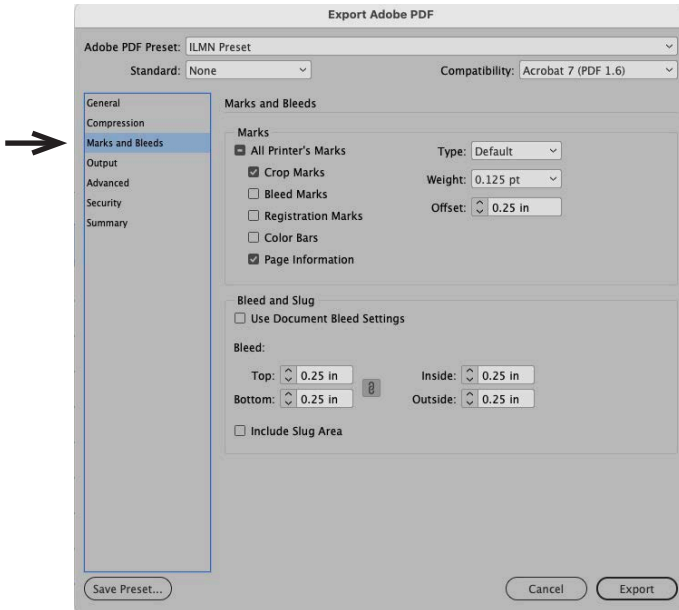 Export Adobe PDF
Adobe PDF Preset: ILMN Preset
Standard: None
Compatibility: Acrobat 7 (PDF 1.6)
General
Compression
Marks and Bleeds
Output
Advanced
Security
Summary
Marks and Bleeds
Marks
All Printer's Marks
Crop Marks
Bleed Marks
Registration Marks
Color Bars
Page Information
Type: Default
Weight: 0.125 pt
Offset: 0.25 in
Bleed and Slug
Use Document Bleed Settings
Bleed:
Top: 0.25 in
Bottom: 0.25 in
Inside: 0.25 in
Outside: 0.25 in
Include Slug Area
Save Preset...
Cancel
Export